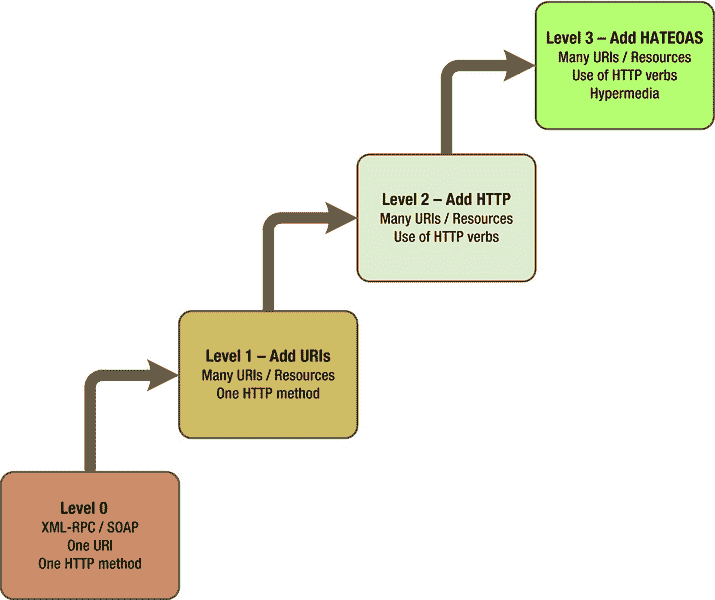 Level 3 – Add HATEOAS
Many URIs / Resources
Use of HTTP verbs
Hypermedia
Level 2 – Add HTTP
Many URIs / Resources
Use of HTTP verbs
Level 1 – Add URIs
Many URIs / Resources
One HTTP method
Level 0
XML-RPC / SOAP
One URI
One HTTP method